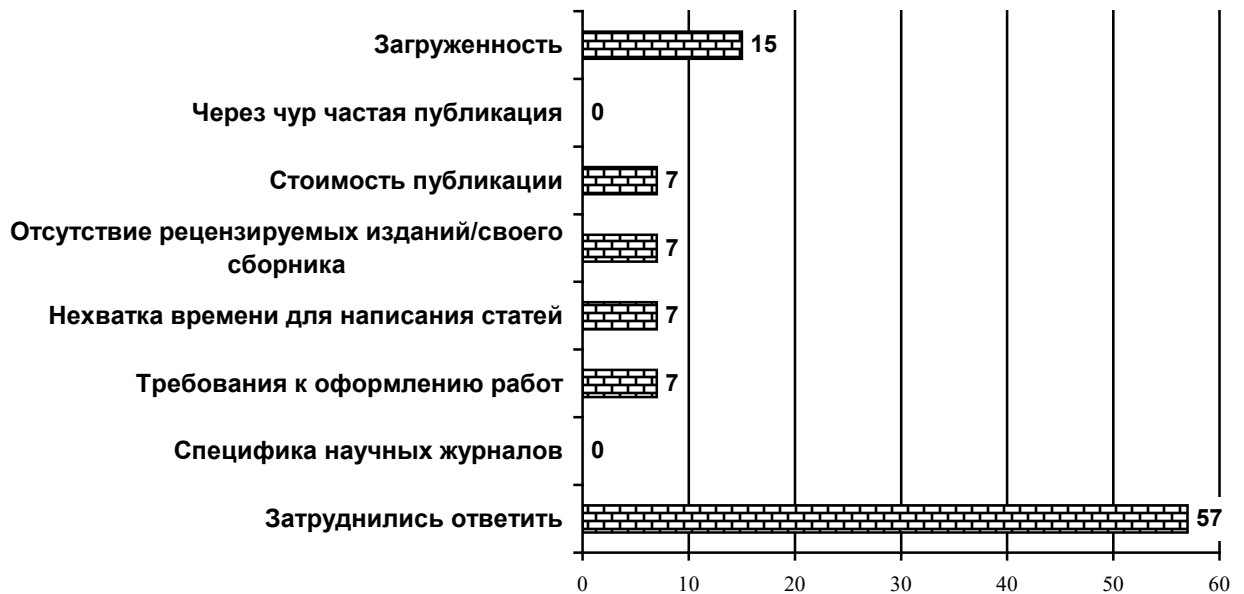 Загруженность 15
Через чур частая публикация 0
Стоимость публикации 7
Отсутствие рецензируемых изданий/своего
сборника 7
Нехватка времени для написания статей 7
Требования к оформлению работ 7
Специфика научных журналов 0
Затруднились ответить 57
0 10 20 30 40 50 60